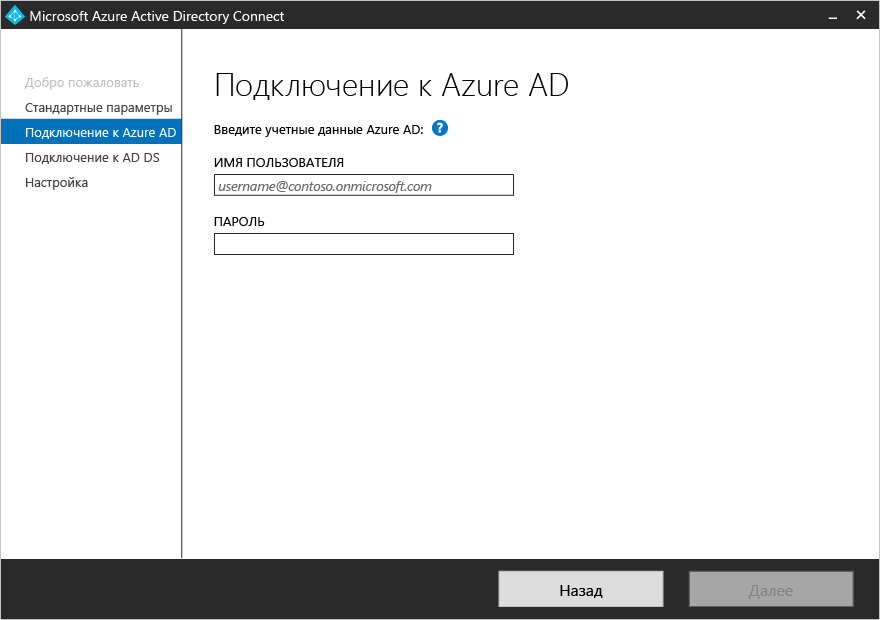 Microsoft Azure Active Directory Connect
Добро пожаловать
Стандартные параметры
Подключение к Azure AD
Подключение к AD DS
Настройка
Подключение к Azure AD
Введите учетные данные Azure AD: ?
ИМЯ ПОЛЬЗОВАТЕЛЯ
username@contoso.onmicrosoft.com
ПАРОЛЬ
Назад
Далее